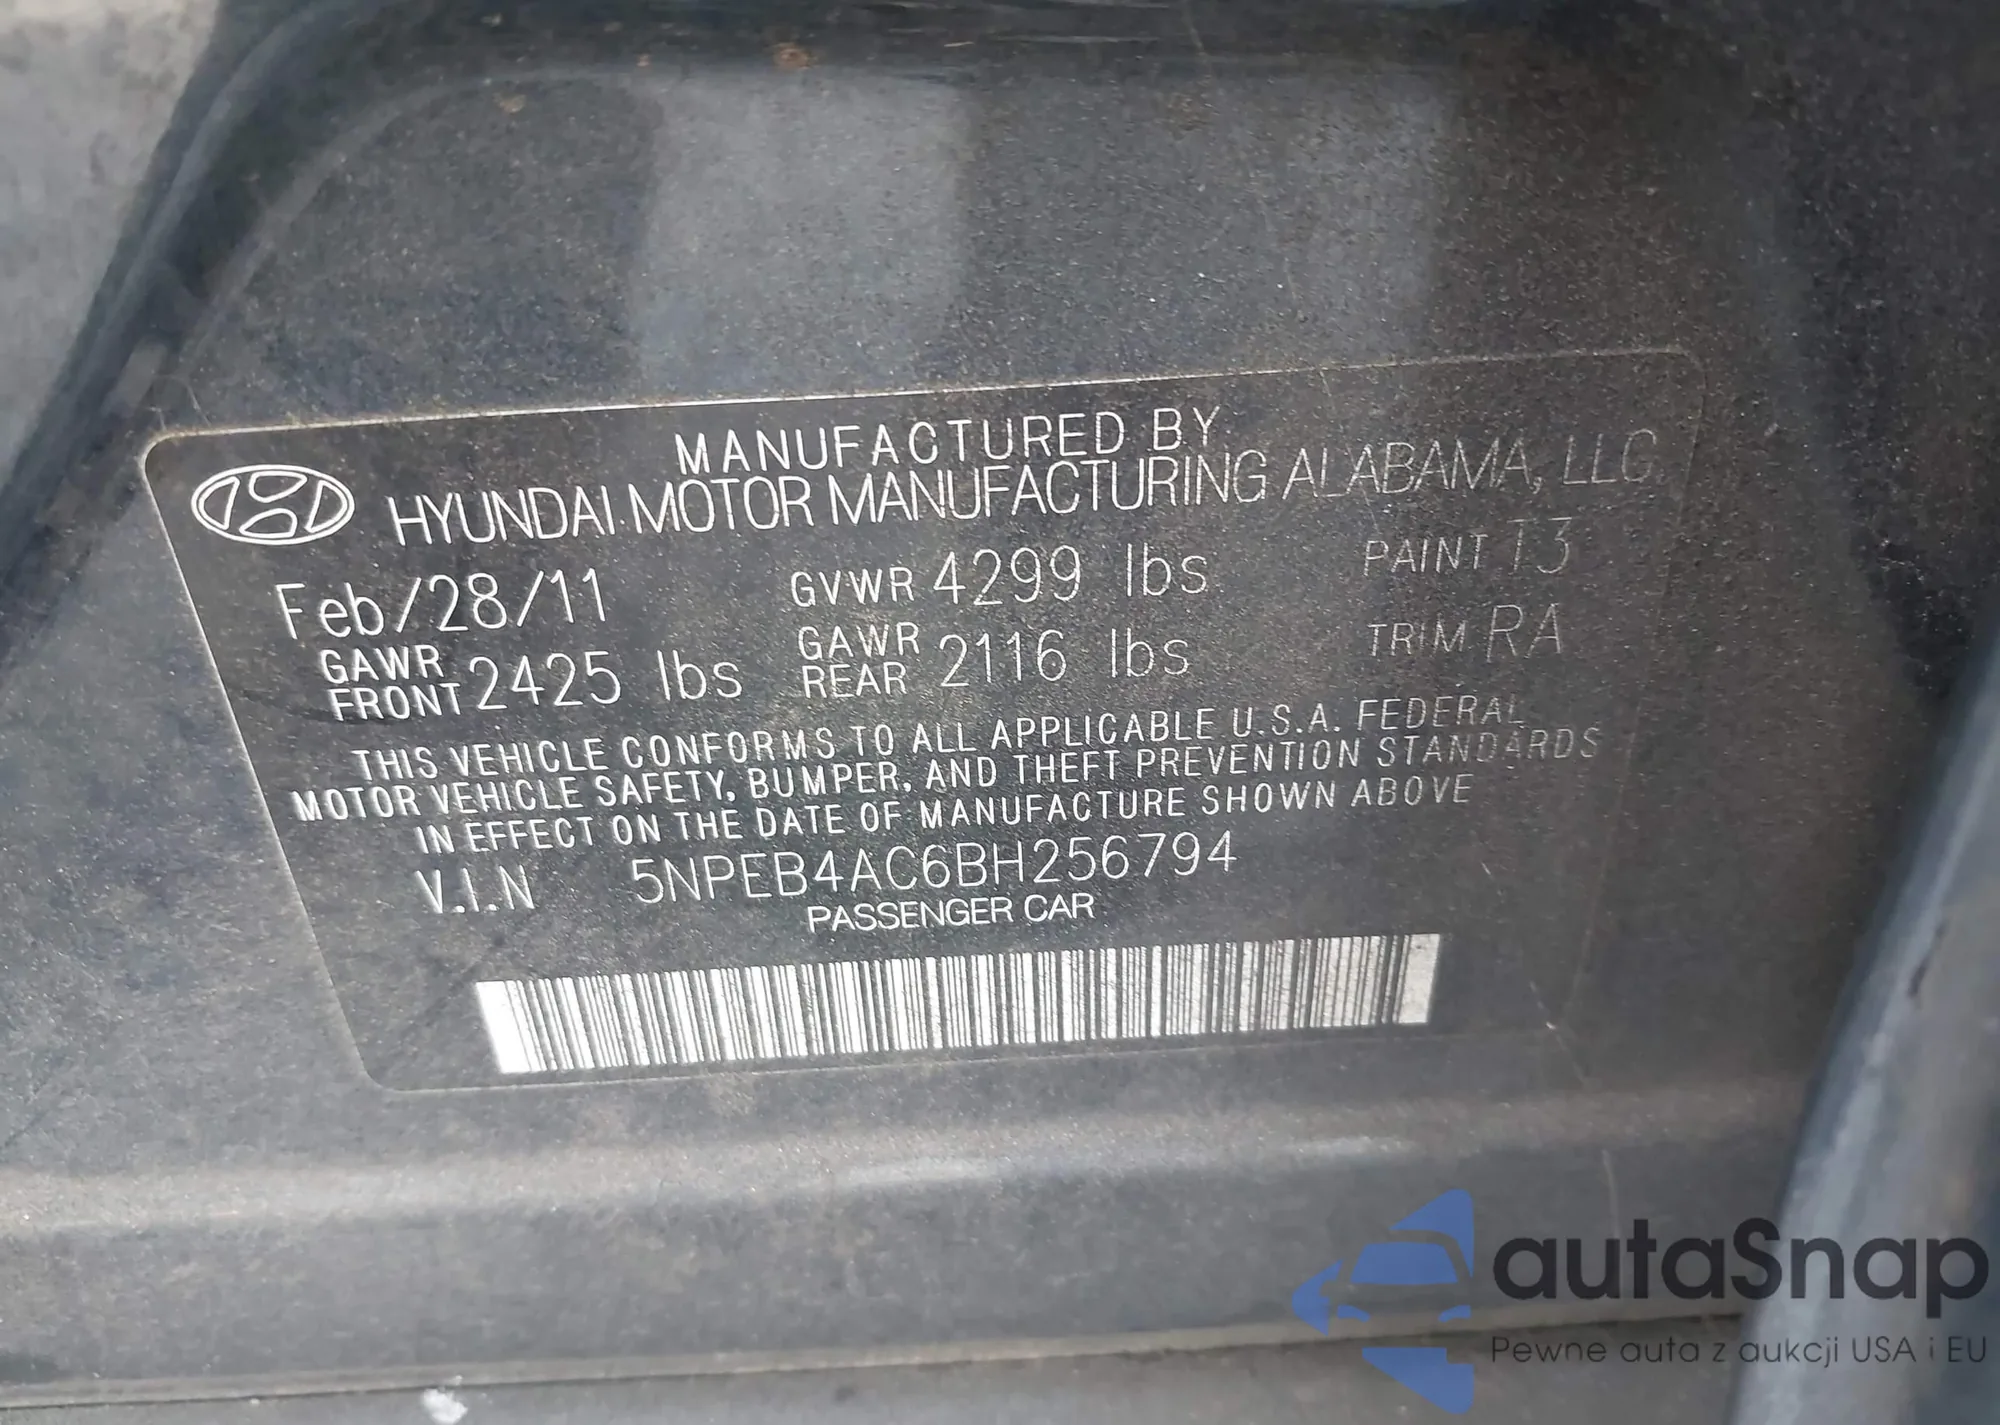 MANUFACTURED BY
HYUNDAI MOTOR MANUFACTURING ALABAMA, LLC.
Feb/28/11 GVWR 4299 lbs PAINT T3
GAWR FRONT 2425 lbs GAWR REAR 2116 lbs TRIM RA
THIS VEHICLE CONFORMS TO ALL APPLICABLE U.S.A. FEDERAL
MOTOR VEHICLE SAFETY, BUMPER, AND THEFT PREVENTION STANDARDS
IN EFFECT ON THE DATE OF MANUFACTURE SHOWN ABOVE
V.I.N 5NPEB4AC6BH256794
PASSENGER CAR
autaSnap
Pewne auta z aukcji USA i EU